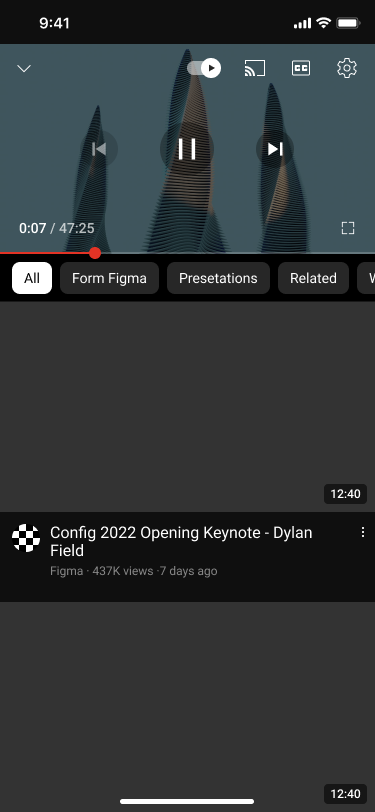 9:41
CC
0:07 / 47:25
All
Form Figma
Presetations
Related
12:40
Config 2022 Opening Keynote - Dylan
Field
Figma · 437K views ·7 days ago
12:40